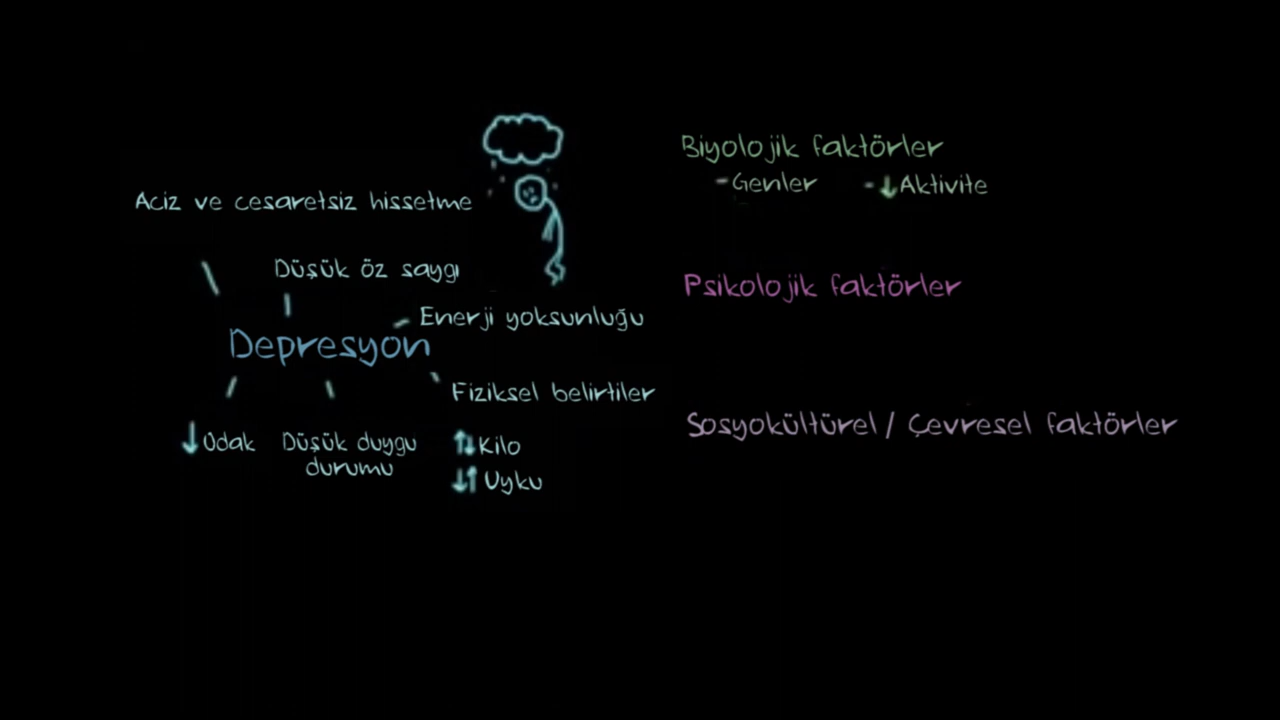 Aciz ve cesaretsiz hissetme
Düşük öz saygı
Enerji yoksunluğu
Depresyon
Fiziksel belirtiler
↓Odak
Düşük duygu
durumu
↑↓Kilo
↓↑Uyku
Biyolojik faktörler
-Genler
-↓Aktivite
Psikolojik faktörler
Sosyokültürel / Çevresel faktörler